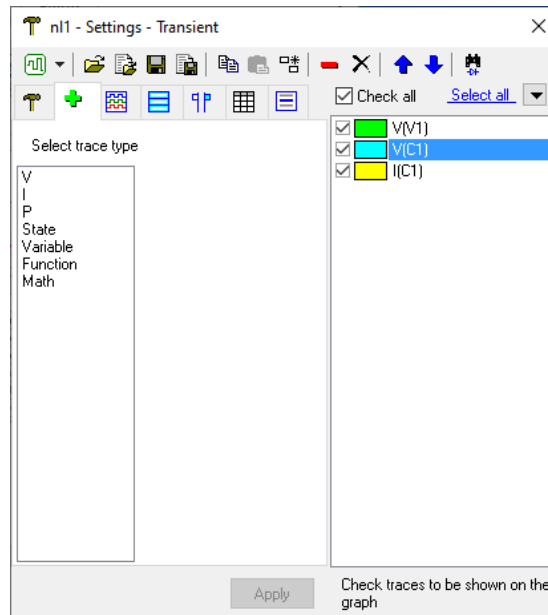 nl1 - Settings - Transient
DF
Check all
Select all
Select trace type
V
I
P
State
Variable
Function
Math
V(V1)
V(C1)
I(C1)
Apply
Check traces to be shown on the
graph